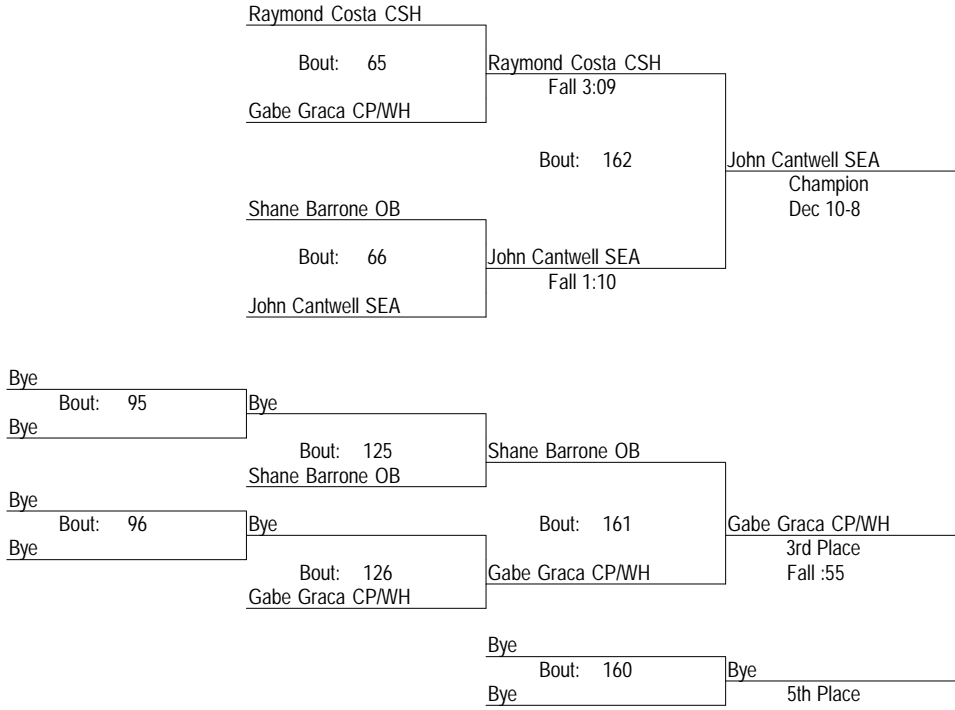 Raymond Costa CSH
Bout: 65
Raymond Costa CSH
Fall 3:09
Gabe Graca CP/WH
Bout: 162
John Cantwell SEA
Champion
Dec 10-8
Shane Barrone OB
Bout: 66
John Cantwell SEA
Fall 1:10
John Cantwell SEA
Bye
Bout: 95
Bye
Bye
Bout: 125
Shane Barrone OB
Shane Barrone OB
Bye
Bout: 96
Bye
Bye
Bout: 161
Gabe Graca CP/WH
3rd Place
Fall :55
Bout: 126
Gabe Graca CP/WH
Gabe Graca CP/WH
Bye
Bout: 160
Bye
Bye
5th Place